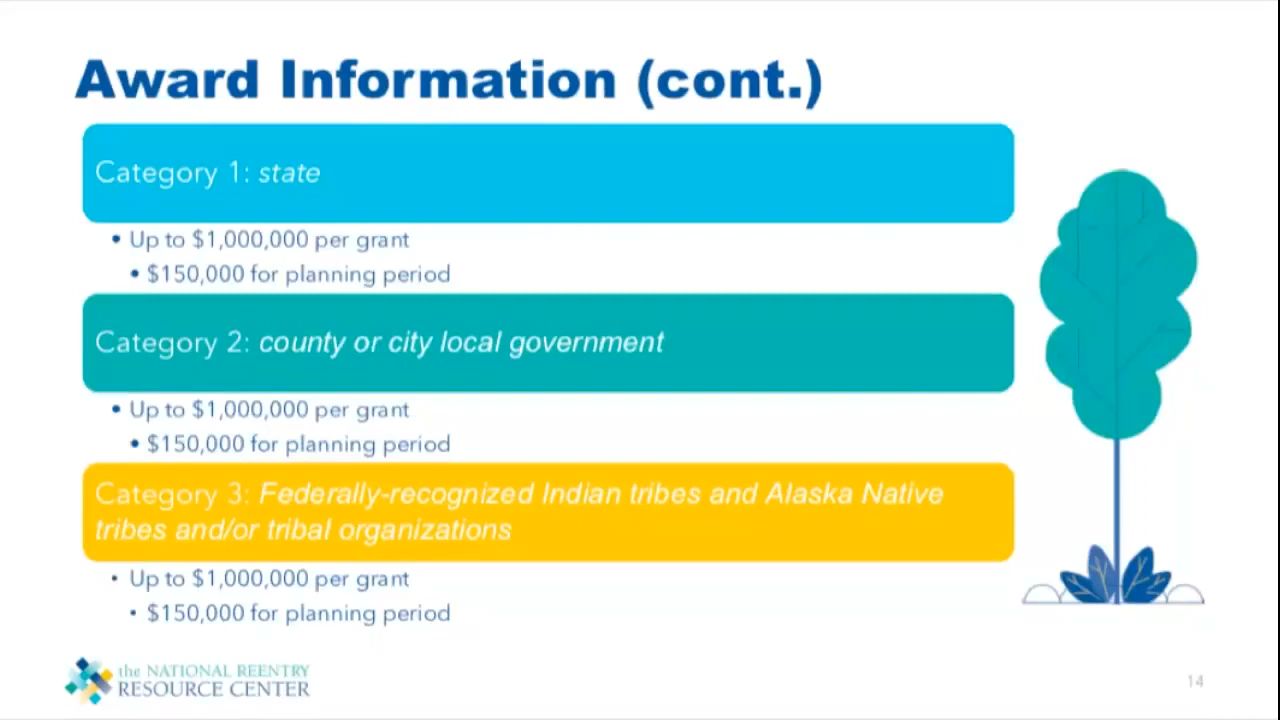 Award Information (cont.)
Category 1: state
• Up to $1,000,000 per grant
• $150,000 for planning period
Category 2: county or city local government
• Up to $1,000,000 per grant
• $150,000 for planning period
Category 3: Federally-recognized Indian tribes and Alaska Native
tribes and/or tribal organizations
• Up to $1,000,000 per grant
• $150,000 for planning period
the NATIONAL REENTRY
RESOURCE CENTER
14